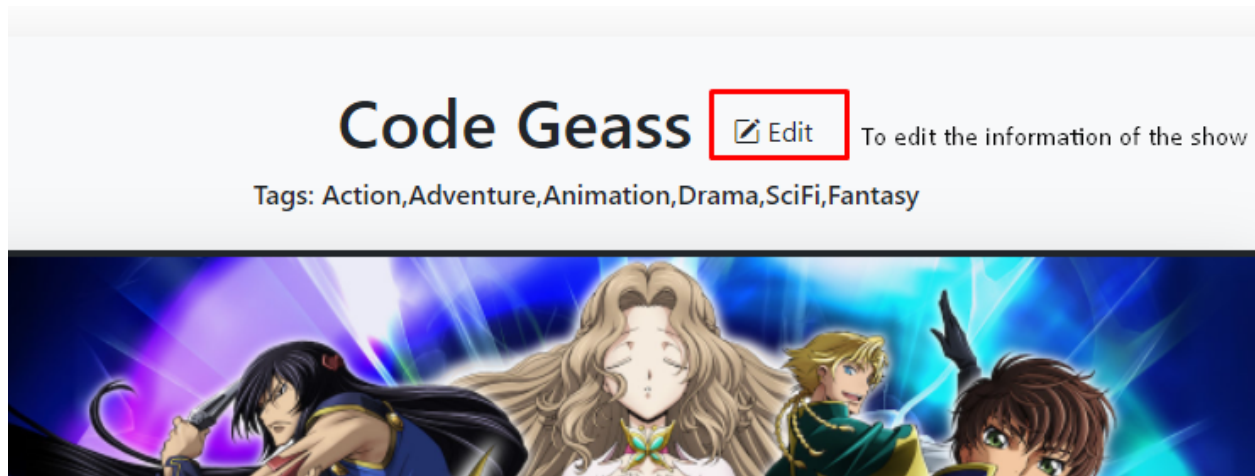 Code Geass Edit To edit the information of the show
Tags: Action,Adventure,Animation,Drama,SciFi,Fantasy